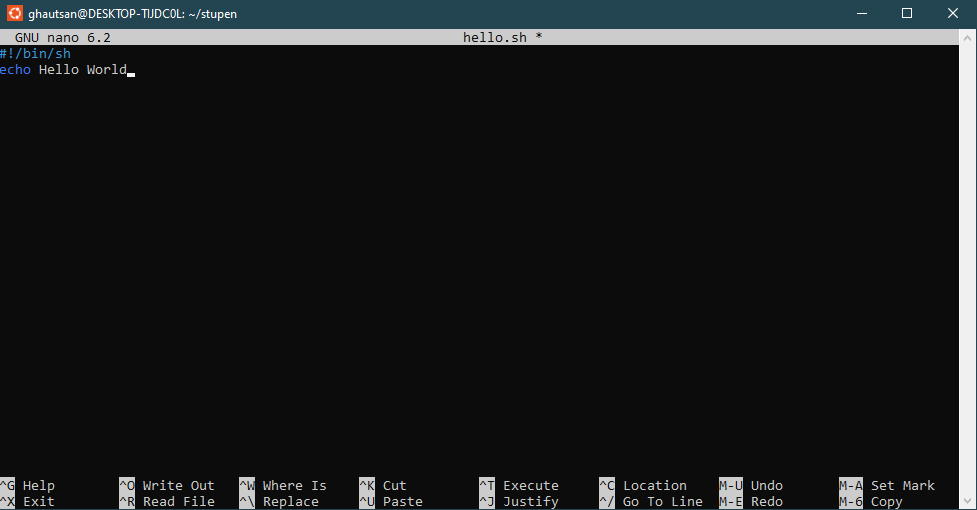 ghautsan@DESKTOP-TIJDC0L: ~/stupen
GNU nano 6.2 hello.sh *
#!/bin/sh
echo Hello World
^G Help ^O Write Out ^W Where Is ^K Cut ^T Execute ^C Location M-U Undo M-A Set Mark
^X Exit ^R Read File ^\ Replace ^U Paste ^J Justify ^/ Go To Line M-E Redo M-6 Copy